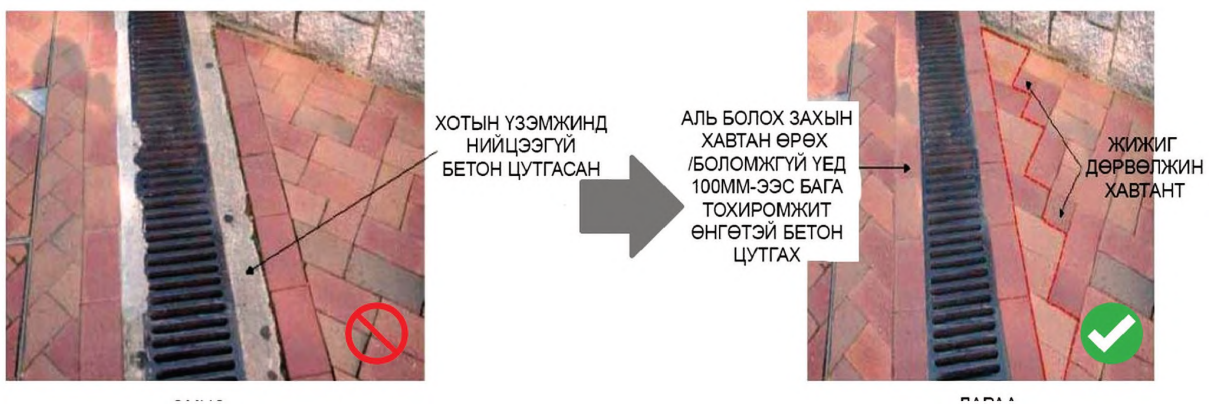 ХОТЫН ҮЗЭМЖИНД
НИЙЦЭЭГҮЙ
БЕТОН ЦУТГАСАН
АЛЬ БОЛОХ ЗАХЫН
ХАВТАН ӨРӨХ
/БОЛОМЖГҮЙ ҮЕД
100ММ-ЭЭС БАГА
ТОХИРОМЖИТ
ӨНГӨТЭЙ БЕТОН
ЦУТГАХ
ЖИЖИГ
ДӨРВӨЛЖИН
ХАВТАНТ